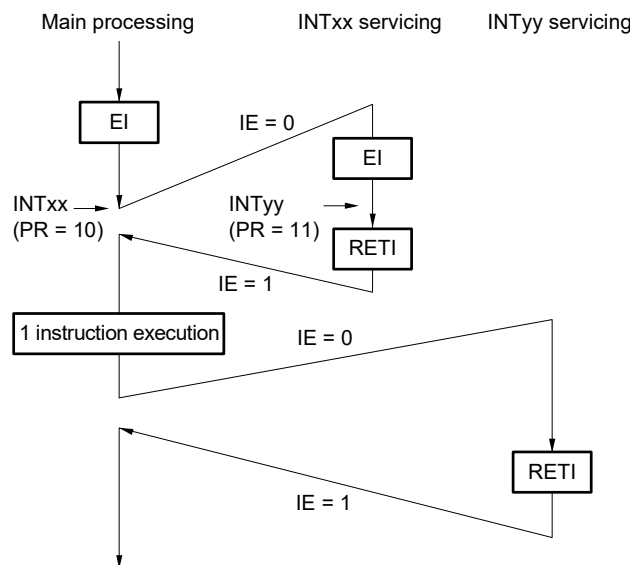 Main processing
INTxx servicing
INTyy servicing
EI
IE = 0
EI
INTxx
(PR = 10)
INTyy
(PR = 11)
RETI
IE = 1
1 instruction execution
IE = 0
RETI
IE = 1